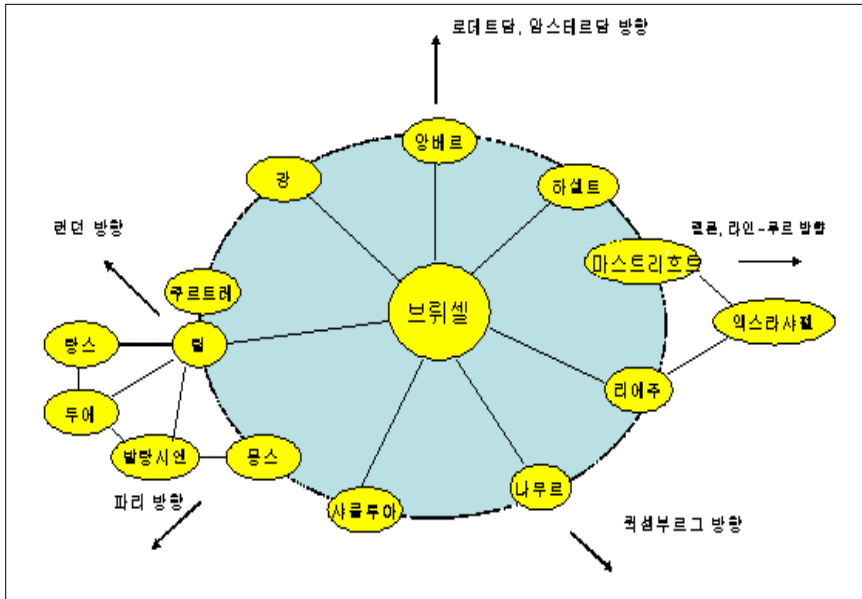 로데트담, 암스테르담 방향
앙베르
강
하셀트
런던 방향
쾰른, 라인-루르 방향
마스트리흐트
주르트레
브뤼셀
엑스라샤펠
랑스
릴
리에주
두에
발랑시엔
몽스
나무르
파리 방향
샤를루아
룩셈부르그 방향